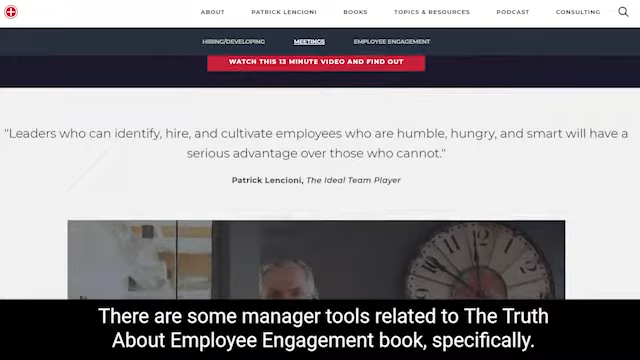 ABOUT PATRICK LENCIONI BOOKS TOPICS & RESOURCES PODCAST CONSULTING
HIRING/DEVELOPING MEETINGS EMPLOYEE ENGAGEMENT
WATCH THIS 13 MINUTE VIDEO AND FIND OUT
"Leaders who can identify, hire, and cultivate employees who are humble, hungry, and smart will have a
serious advantage over those who cannot."
Patrick Lencioni, The Ideal Team Player
There are some manager tools related to The Truth
About Employee Engagement book, specifically.